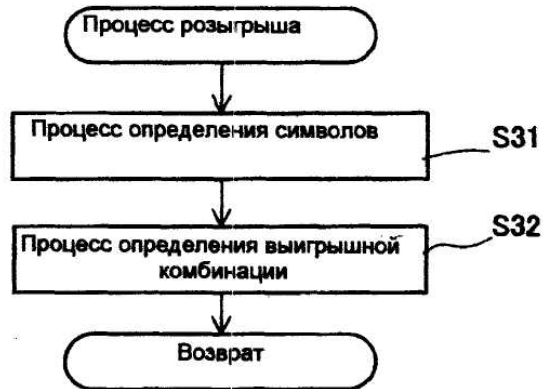 Процесс розыгрыша
Процесс определения символов
S31
Процесс определения выигрышной
комбинации
S32
Возврат